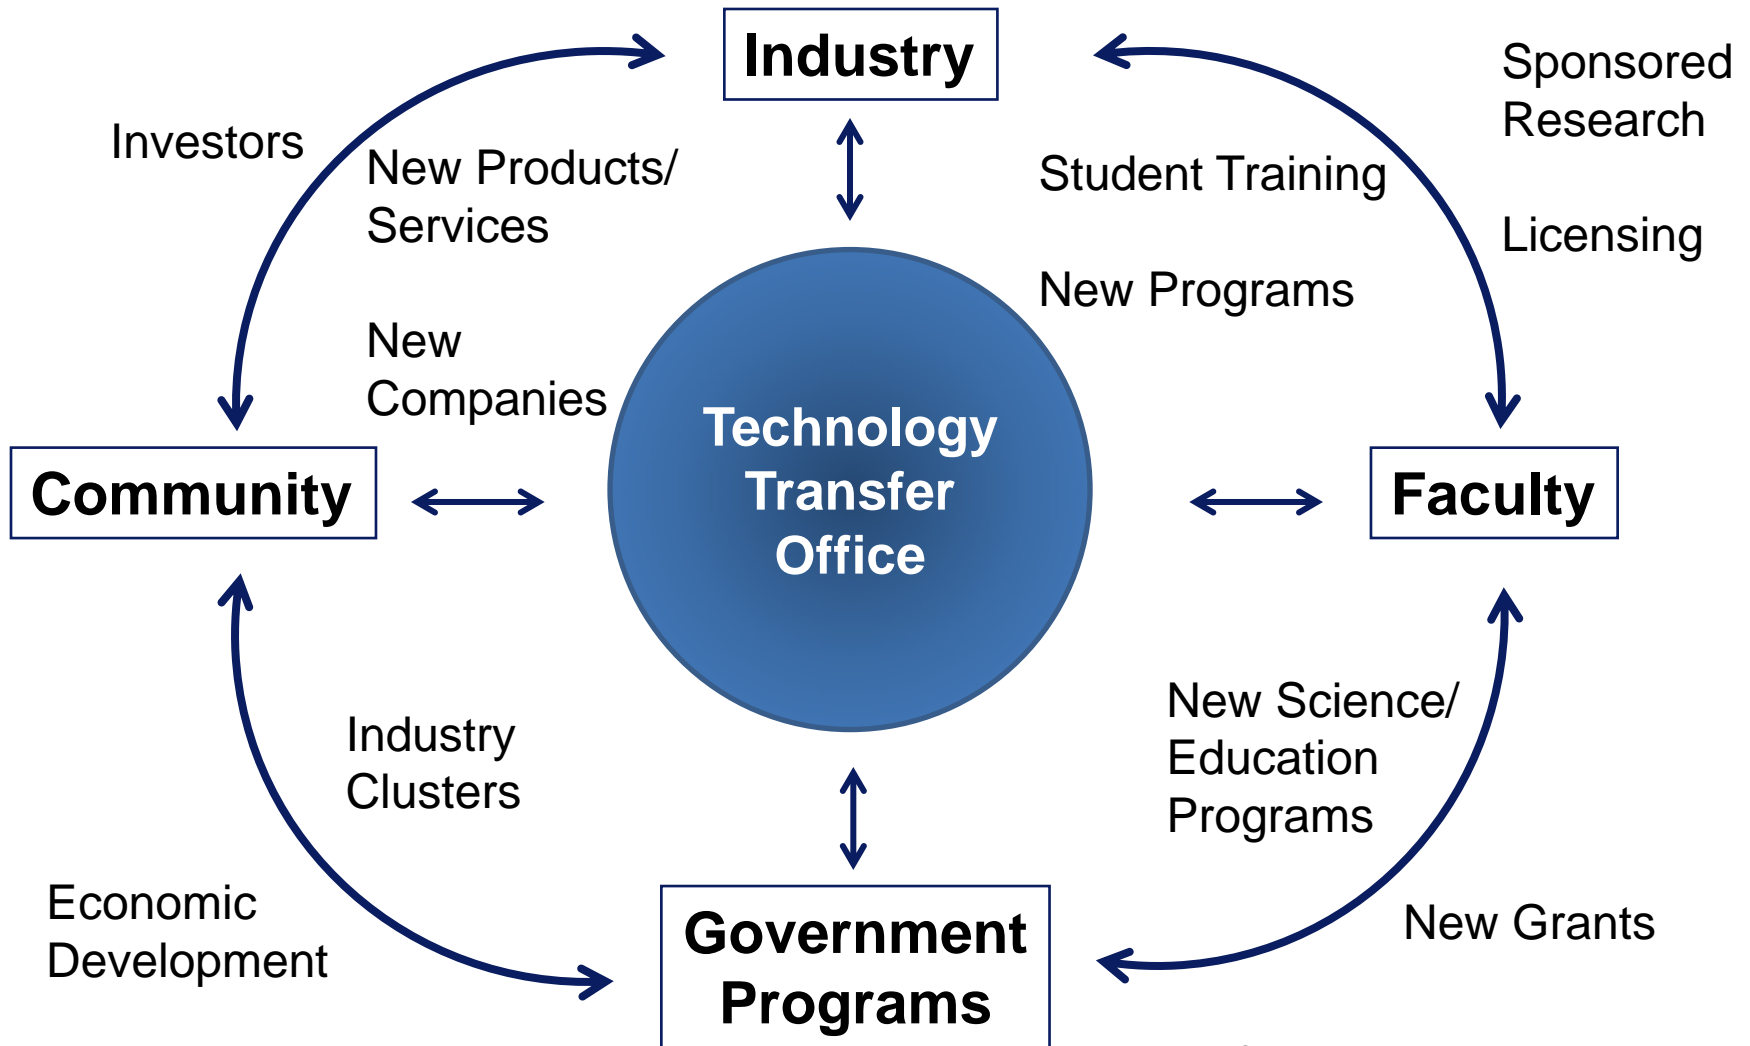 Industry
Sponsored
Research
Licensing
Investors
New Products/
Services
New
Companies
Student Training
New Programs
Technology
Transfer
Office
Community
Faculty
Industry
Clusters
Economic
Development
New Science/
Education
Programs
New Grants
Government
Programs